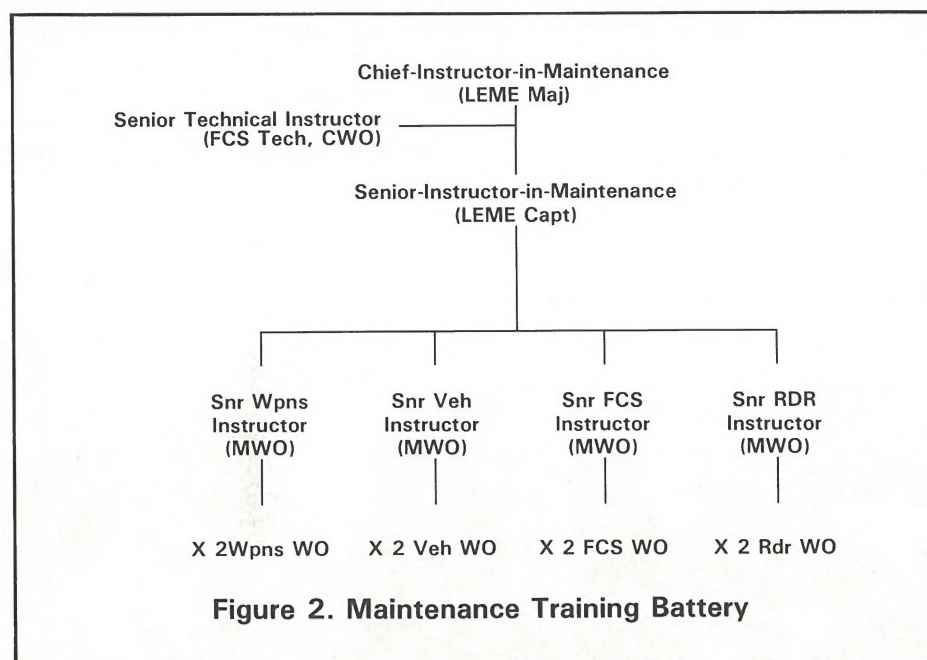 Chief-Instructor-in-Maintenance
(LEME Maj)
Senior Technical Instructor
(FCS Tech, CWO)
Senior-Instructor-in-Maintenance
(LEME Capt)
Snr Wpns
Instructor
(MWO)
Snr Veh
Instructor
(MWO)
Snr FCS
Instructor
(MWO)
Snr RDR
Instructor
(MWO)
X 2Wpns WO
X 2 Veh WO
X 2 FCS WO
X 2 Rdr WO
Figure 2. Maintenance Training Battery